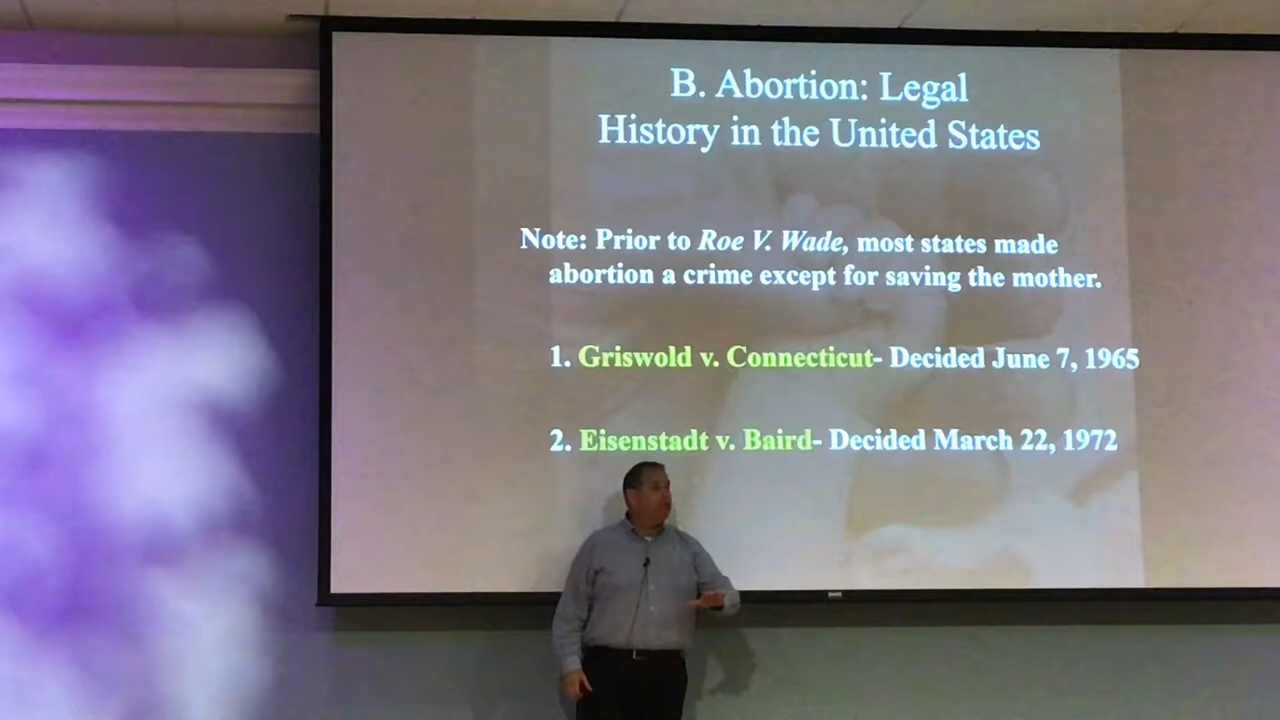 B. Abortion: Legal
History in the United States
Note: Prior to Roe V. Wade, most states made
abortion a crime except for saving the mother.
1. Griswold v. Connecticut- Decided June 7, 1965
2. Eisenstadt v. Baird- Decided March 22, 1972